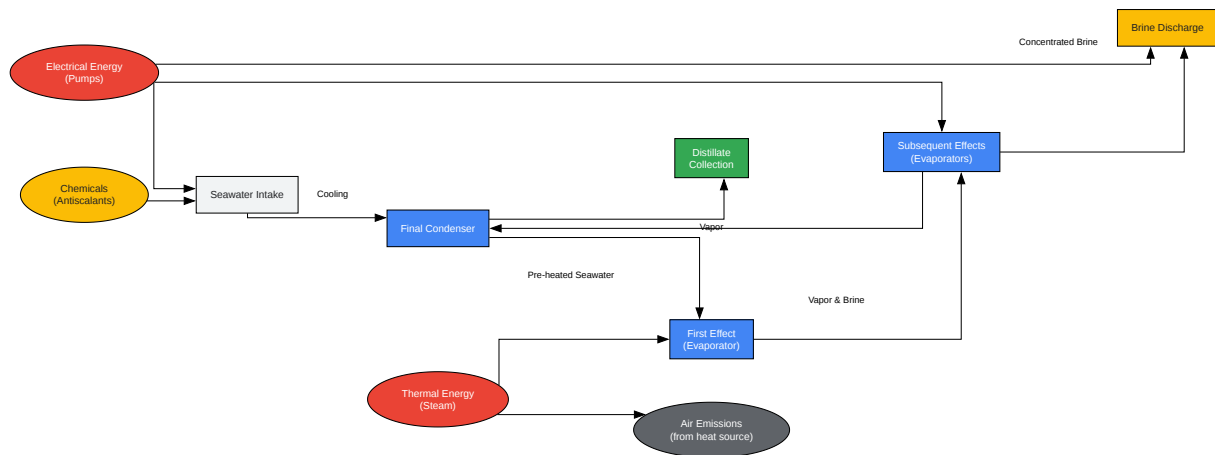 Brine Discharge
Concentrated Brine
Electrical Energy
(Pumps)
Subsequent Effects
(Evaporators)
Distillate
Collection
Chemicals
(Antiscalants)
Seawater Intake
Cooling
Final Condenser
Vapor
Pre-heated Seawater
Vapor & Brine
First Effect
(Evaporator)
Thermal Energy
(Steam)
Air Emissions
(from heat source)